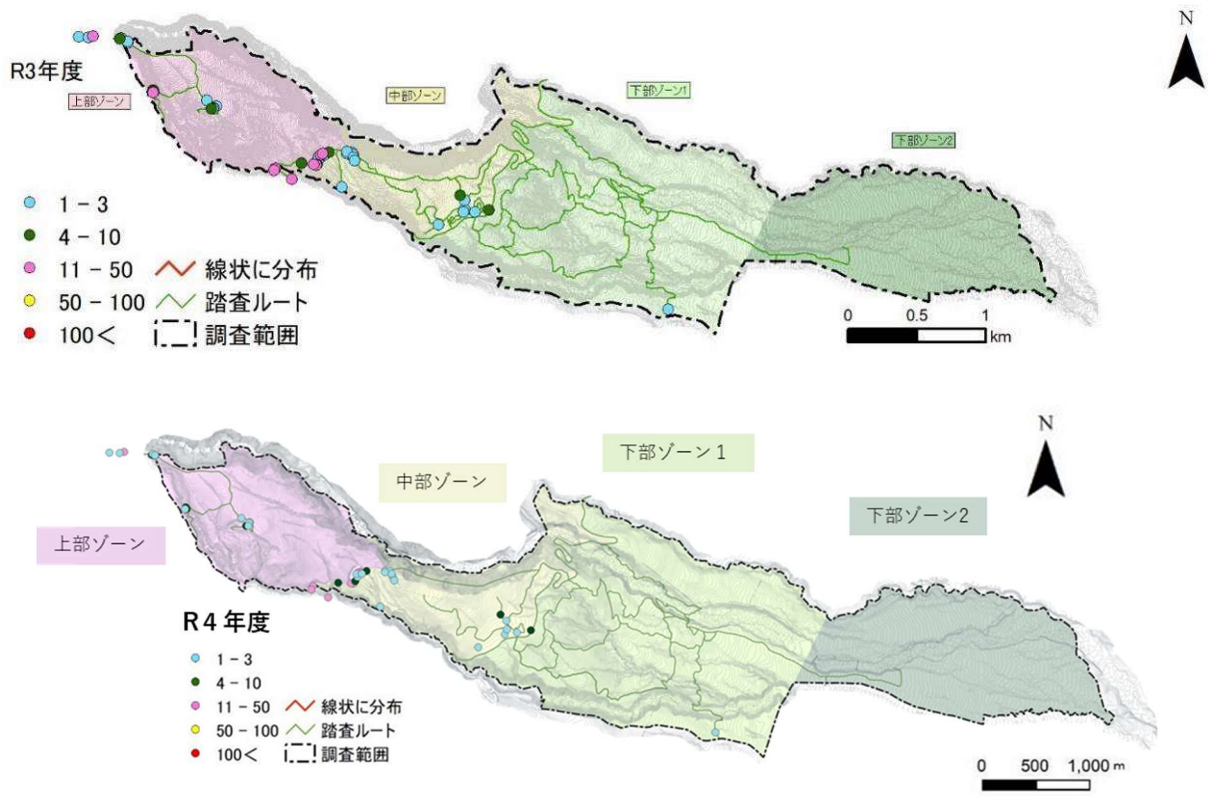 N
R3年度
上部ゾーン
中部ゾーン
下部ゾーン1
下部ゾーン2
1 - 3
4 - 10
11 - 50 線状に分布
50 - 100 踏査ルート
100< 調査範囲
0 0.5 1
km
N
下部ゾーン1
中部ゾーン
下部ゾーン2
上部ゾーン
R4年度
1 - 3
4 - 10
11 - 50 線状に分布
50 - 100 踏査ルート
100< 調査範囲
0 500 1,000 m